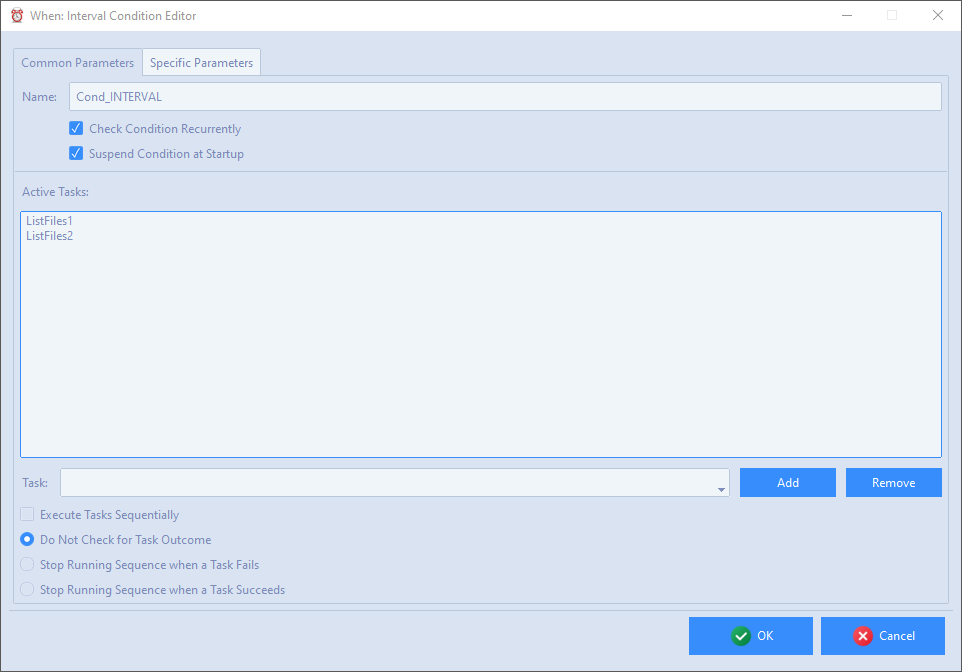 When: Interval Condition Editor
Common Parameters Specific Parameters
Name: Cond_INTERVAL
Check Condition Recurrently
Suspend Condition at Startup
Active Tasks:
ListFiles1
ListFiles2
Task: Add Remove
Execute Tasks Sequentially
Do Not Check for Task Outcome
Stop Running Sequence when a Task Fails
Stop Running Sequence when a Task Succeeds
OK Cancel